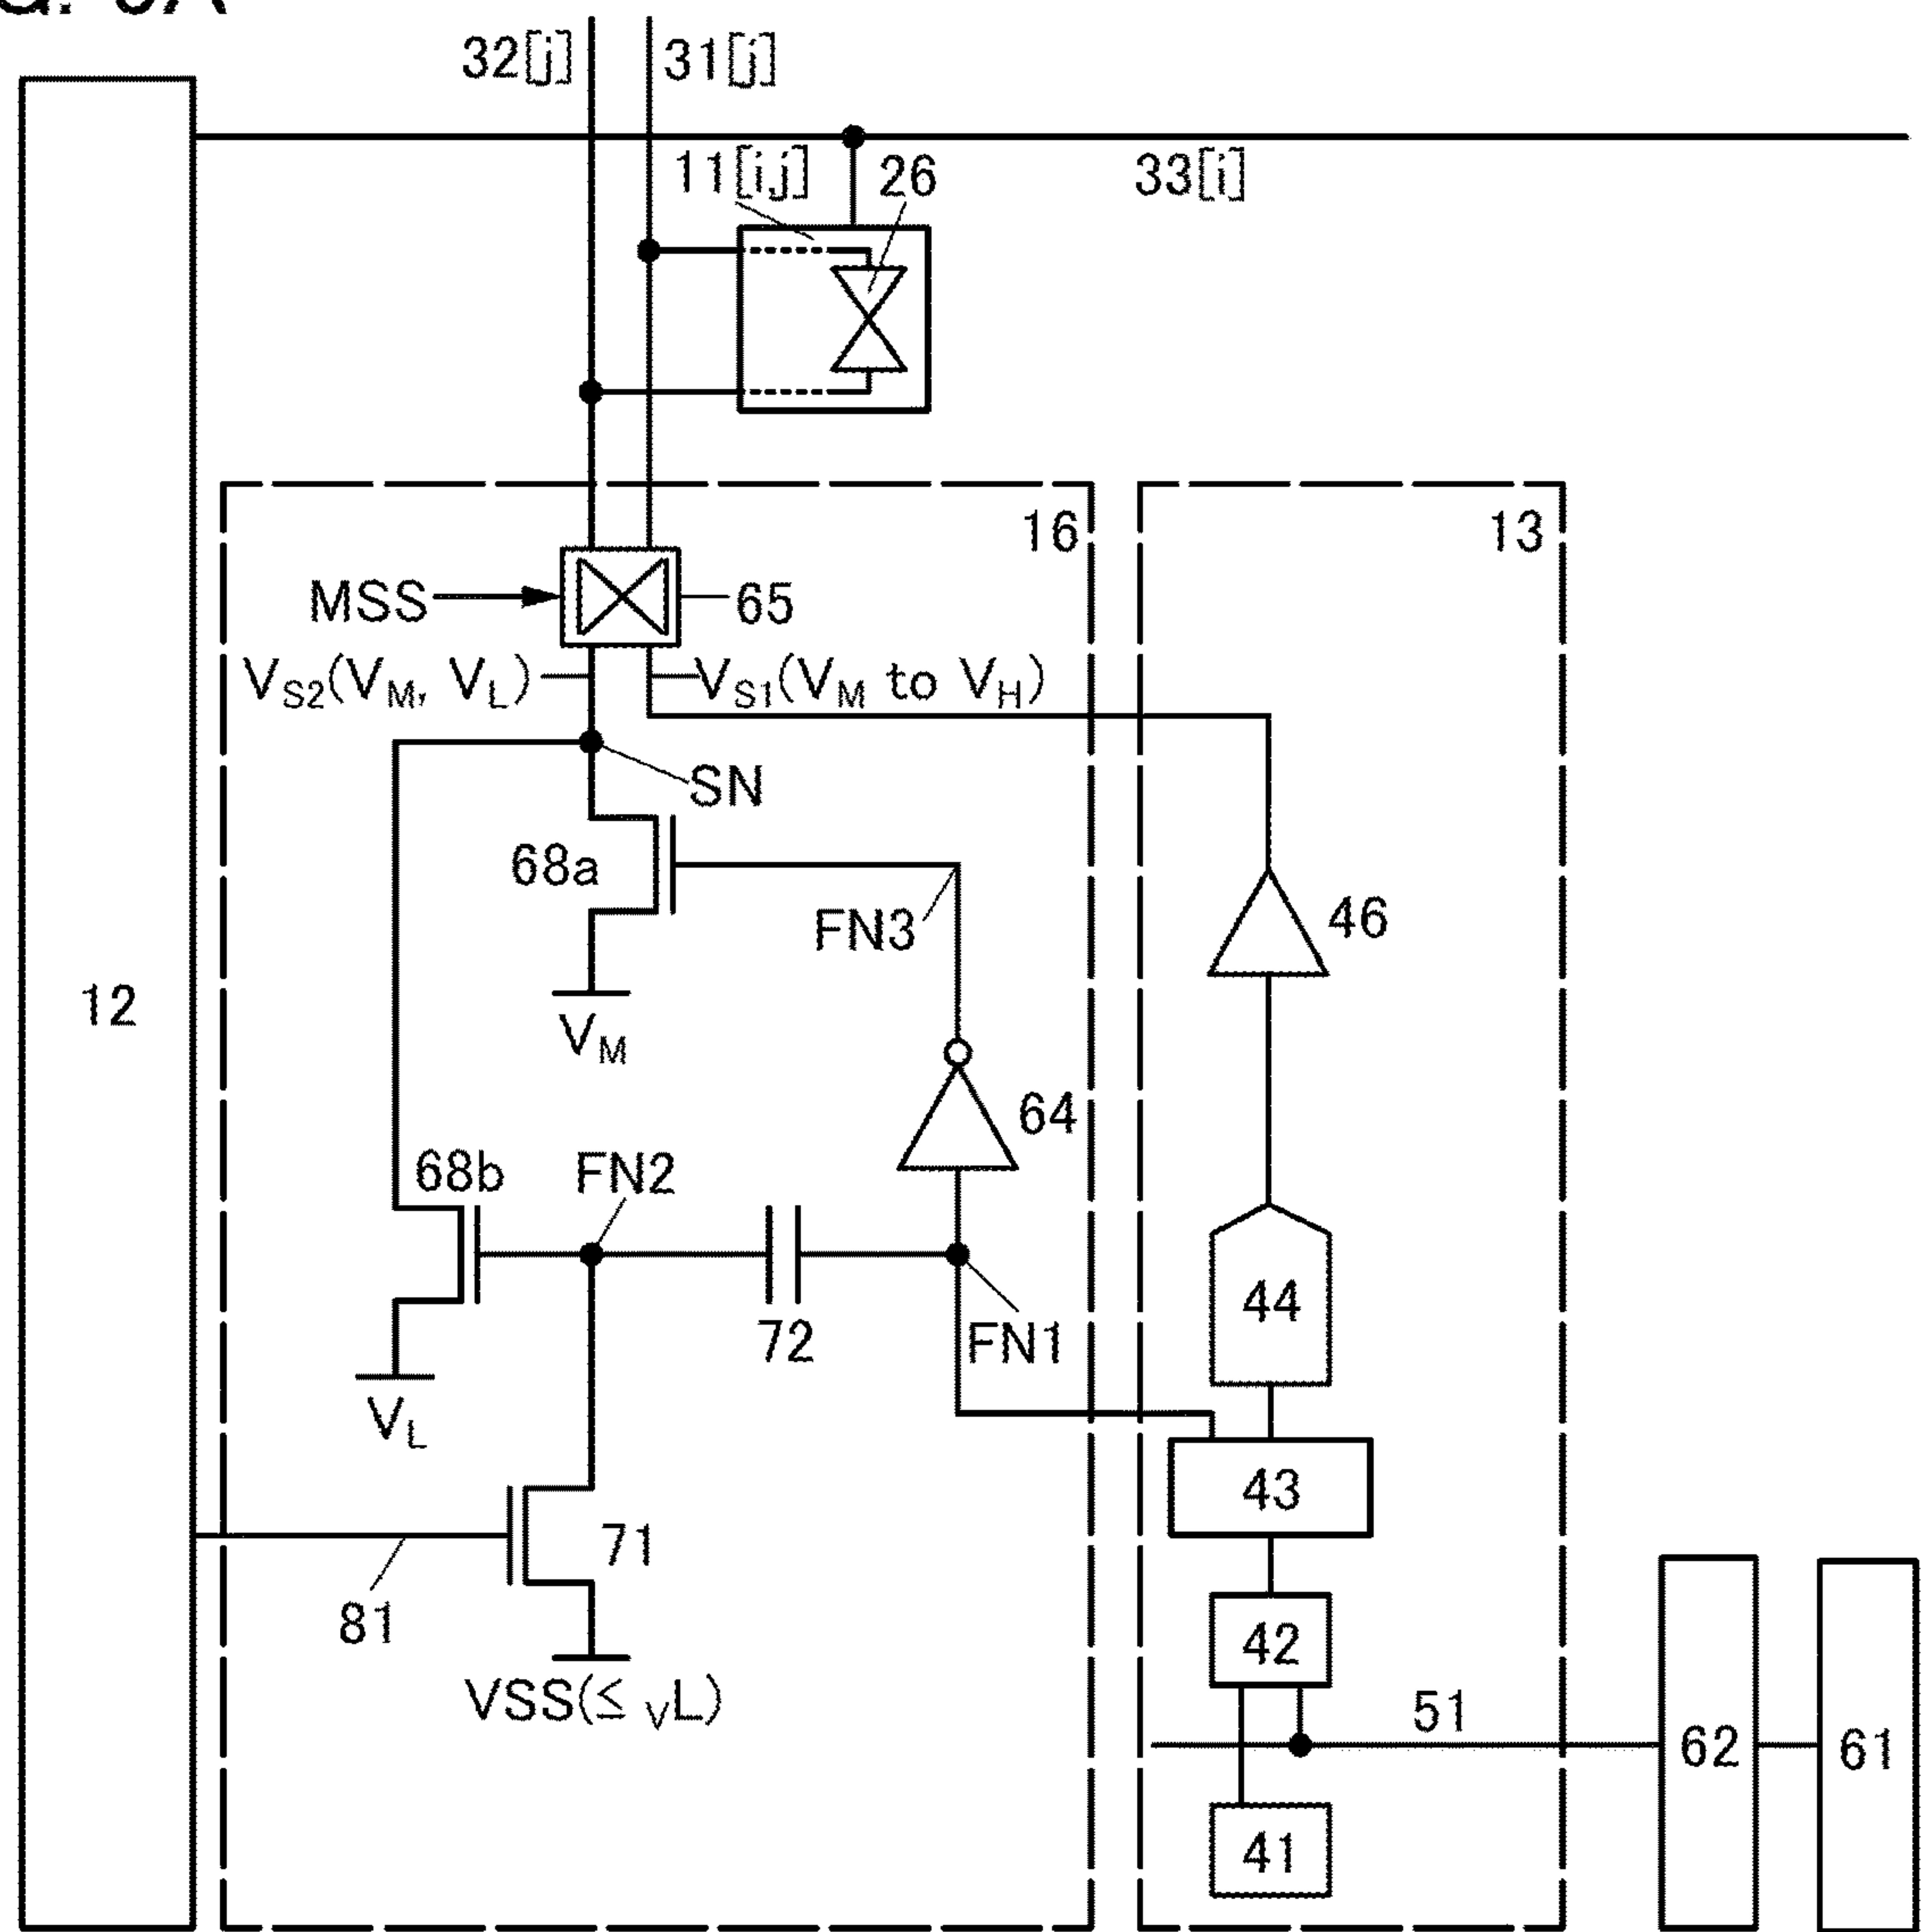 32[j]
31[j]
11[i,j]
26
33[i]
16
13
MSS
65
VS2(VM, VL)
VS1(VM to VH)
SN
68a
FN3
46
12
VM
64
68b
FN2
44
72
FN1
VL
43
71
81
42
VSS(≤ VL)
51
62
61
41